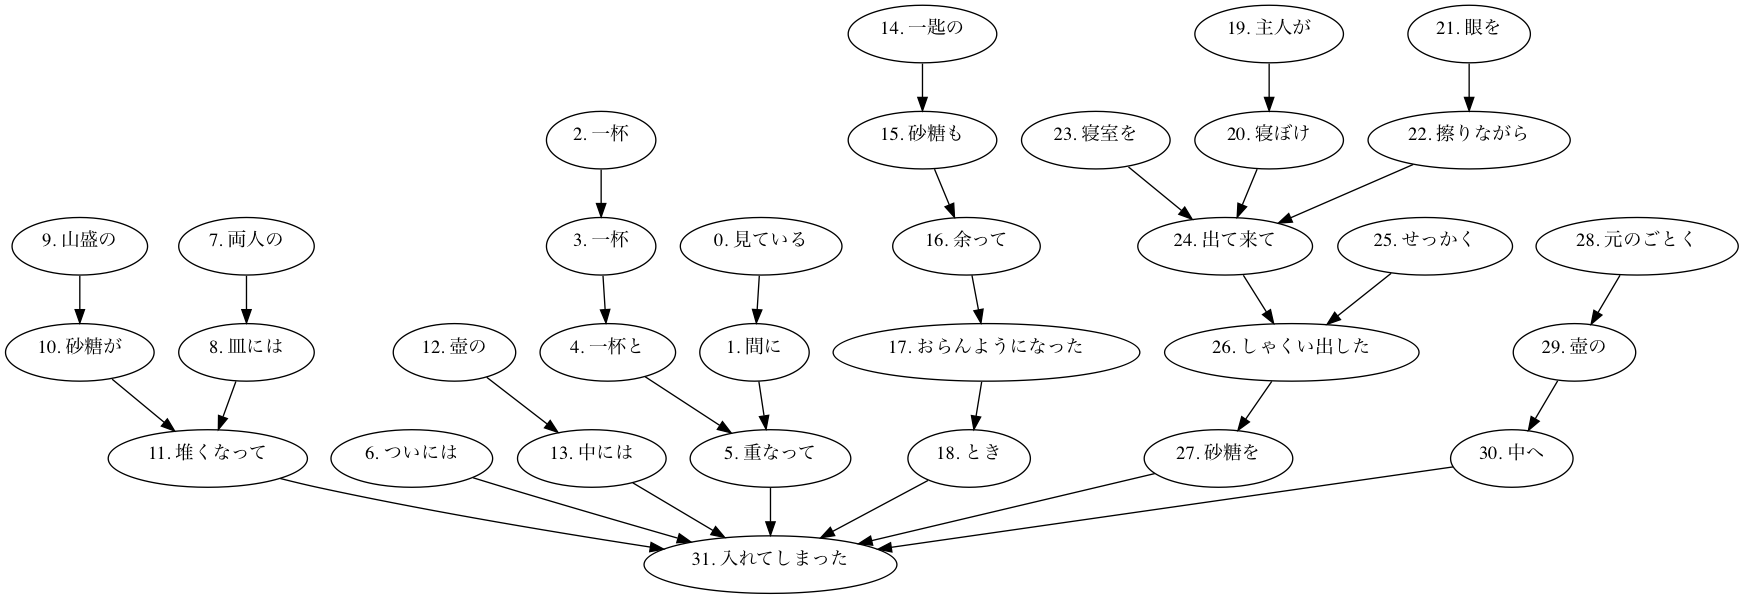 14. 一匙の
19. 主人が
21. 眼を
2. 一杯
15. 砂糖も
23. 寝室を
20. 寝ぼけ
22. 擦りながら
9. 山盛の
7. 両人の
3. 一杯
0. 見ている
16. 余って
24. 出て来て
25. せっかく
28. 元のごとく
10. 砂糖が
8. 皿には
12. 壺の
4. 一杯と
1. 間に
17. おらんようになった
26. しゃくい出した
29. 壺の
11. 堆くなって
6. ついには
13. 中には
5. 重なって
18. とき
27. 砂糖を
30. 中へ
31. 入れてしまった